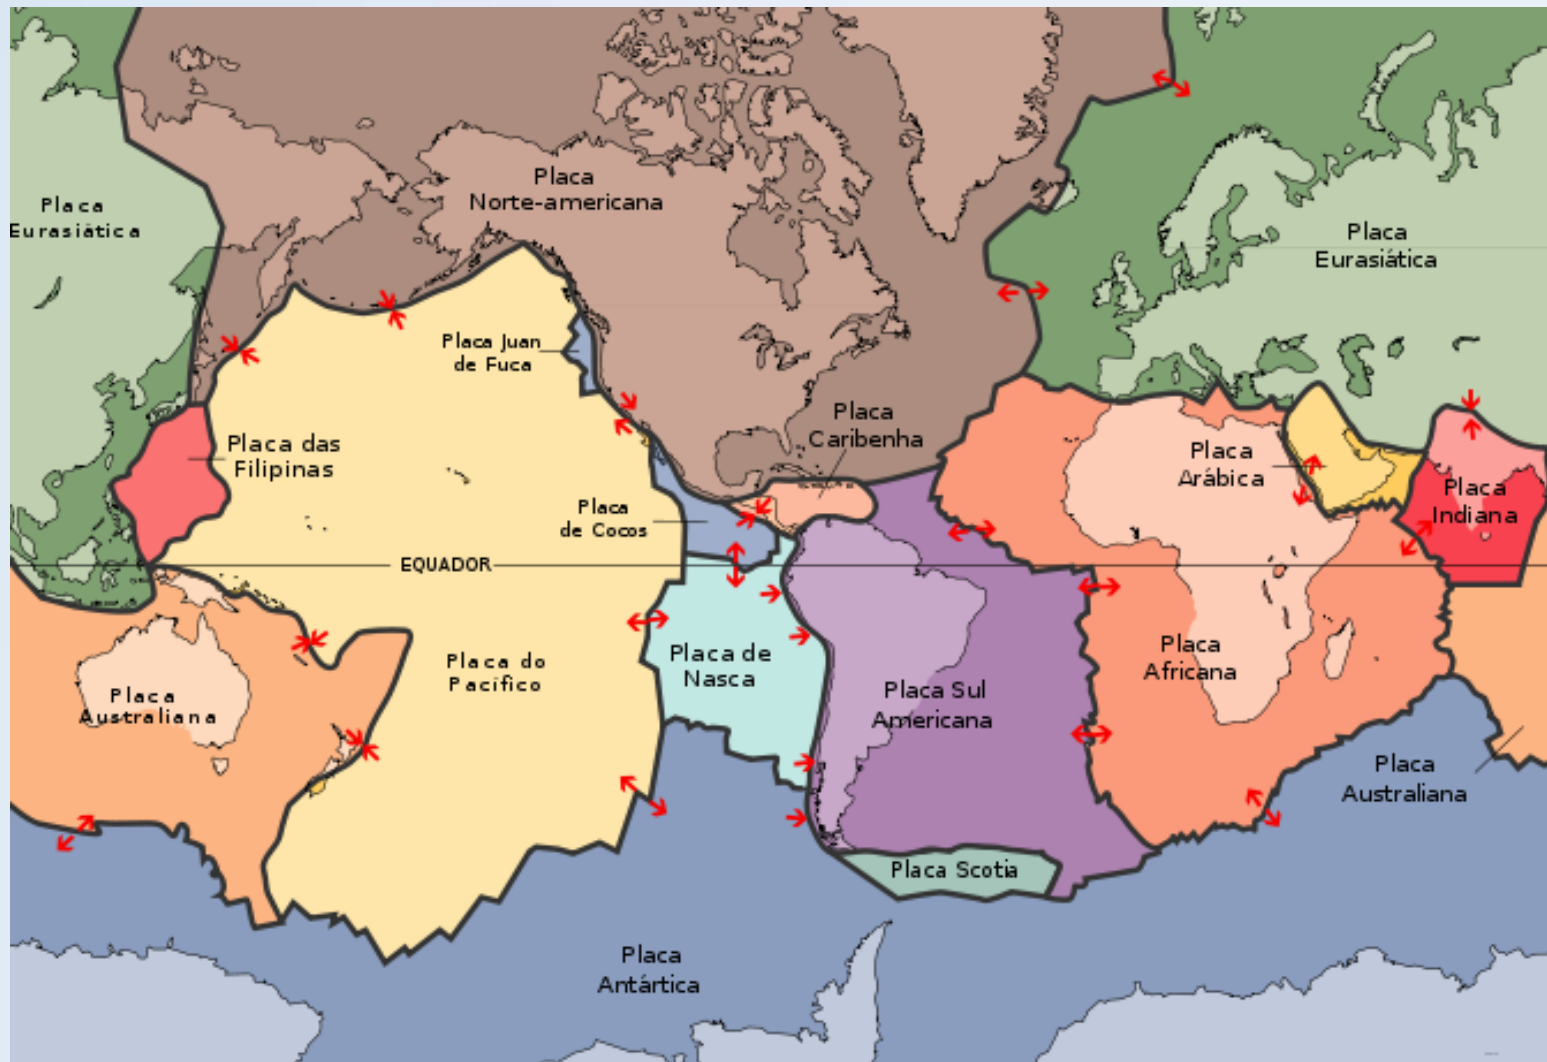 Placa
Norte-americana
Placa
Eurasiática
Placa
Eurasiática
Placa Juan
de Fuca
Placa
Caribenha
Placa das
Filipinas
Placa
Arábica
Placa
Indiana
Placa
de Cocos
EQUADOR
Placa do
Pacífico
Placa de
Nasca
Placa
Africana
Placa
Australiana
Placa Sul
Americana
Placa
Australiana
Placa Scotia
Placa
Antártica